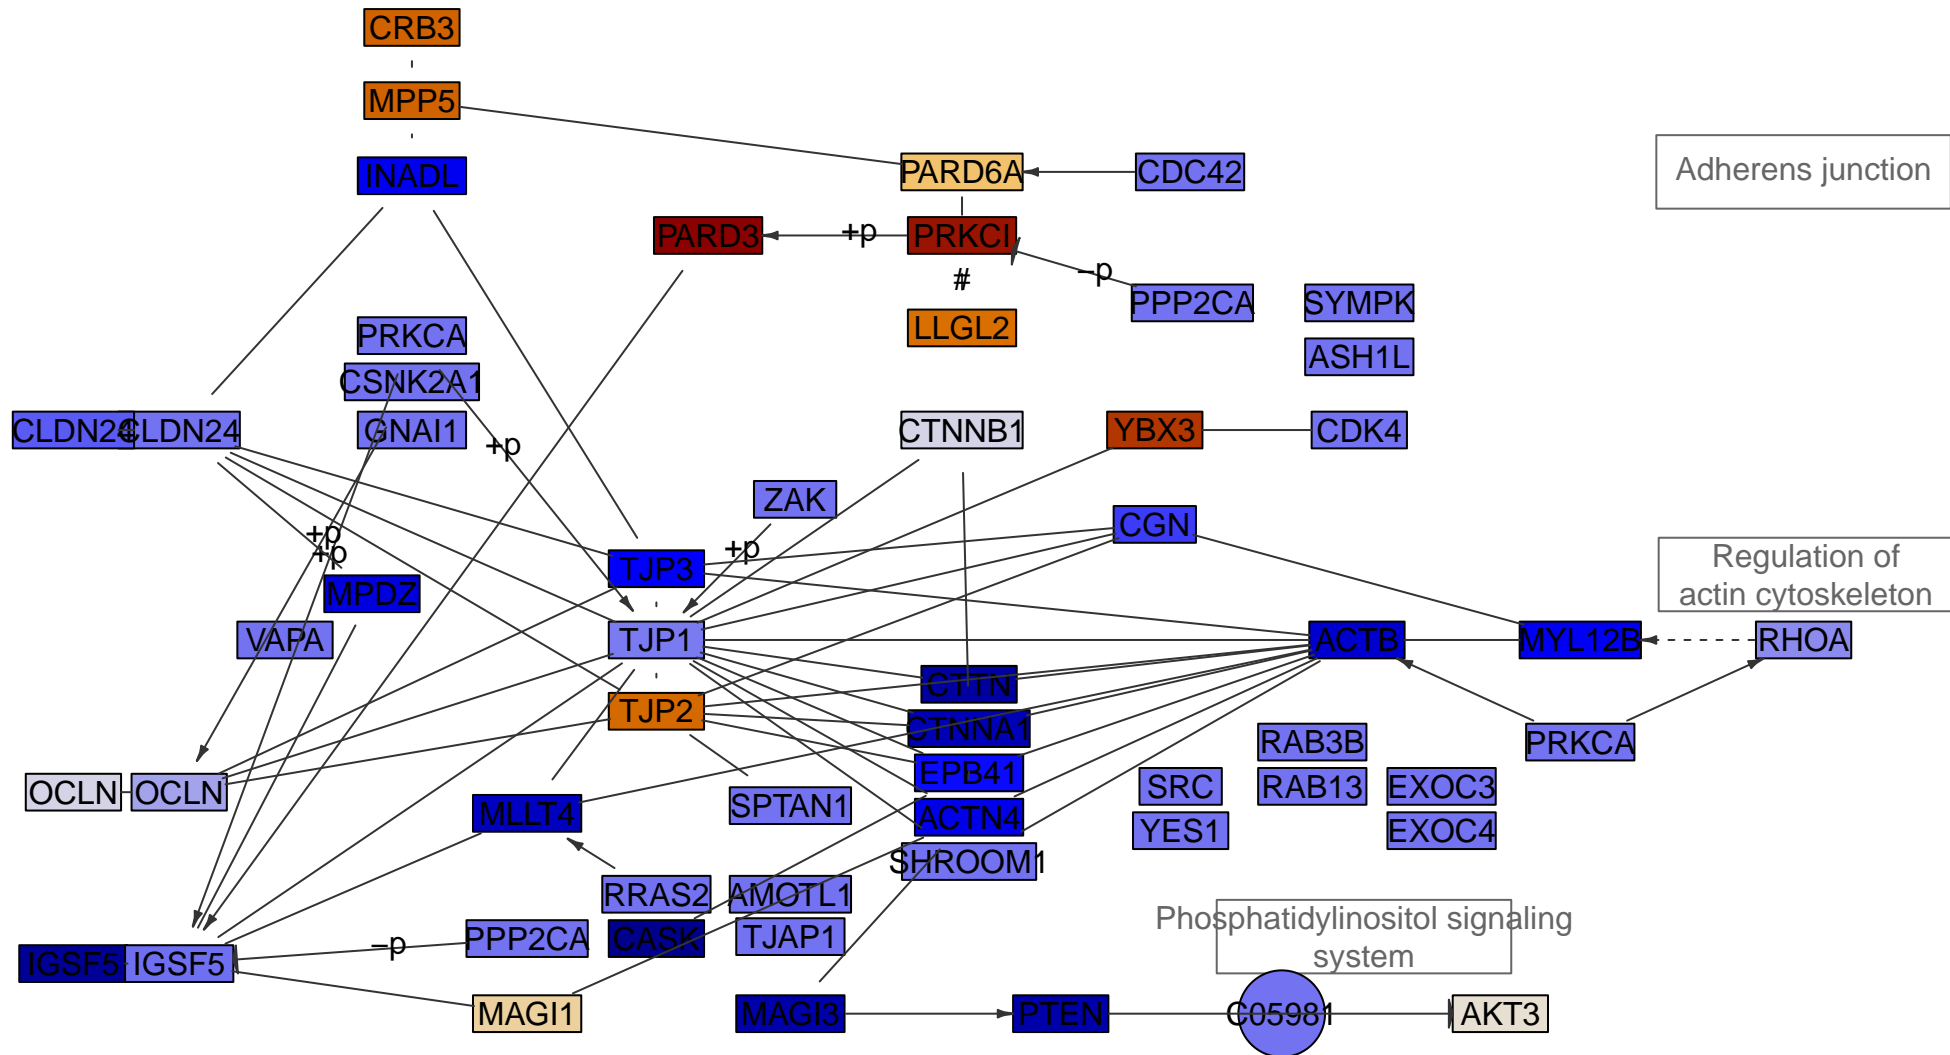 CRB3
MPP5
INADL
PARD6A
CDC42
Adherens junction
PARD3
+p
PRKCI
#
−p
PPP2CA
SYMPK
LLGL2
PRKCA
ASH1L
CSNK2A1
CLDN24
CLDN24
GNAI1
+p
CTNNB1
YBX3
CDK4
ZAK
CGN
+p
+p
+p
TJP3
MPDZ
Regulation of
actin cytoskeleton
VAPA
TJP1
ACTB
MYL12B
RHOA
CTTN
TJP2
CTNNA1
RAB3B
PRKCA
EPB41
OCLN
OCLN
SRC
RAB13
EXOC3
MLLT4
SPTAN1
ACTN4
YES1
EXOC4
SHROOM1
RRAS2
AMOTL1
PPP2CA
−p
CASK
TJAP1
Phosphatidylinositol signaling
system
IGSF5
IGSF5
MAGI1
MAGI3
PTEN
C05981
AKT3